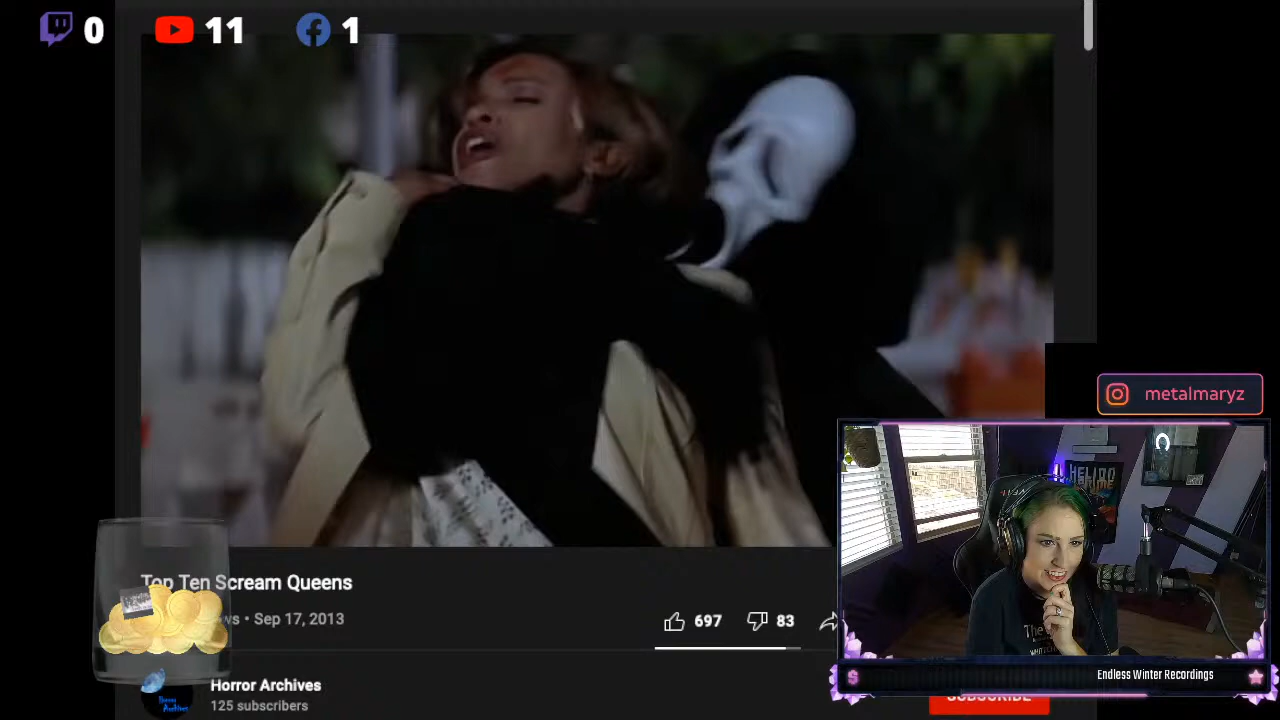 0 11 1
metalmaryz
Top Ten Scream Queens
• Sep 17, 2013
697 83
Endless Winter Recordings
Horror Archives
125 subscribers
SUBSCRIBE